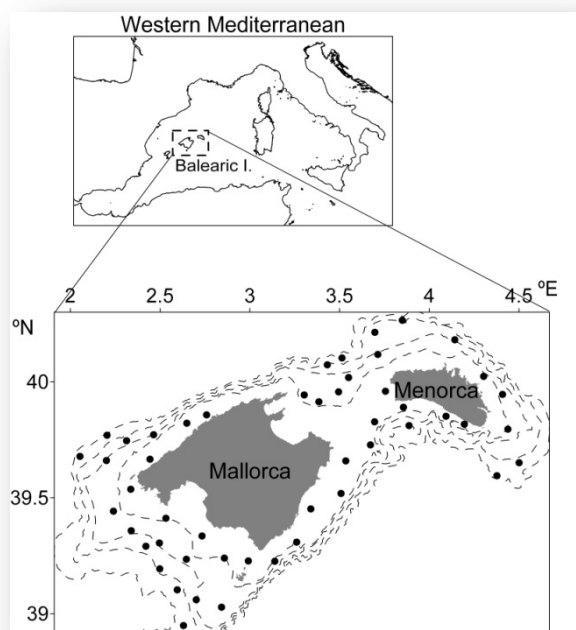 Western Mediterranean
Balearic I.
2 2.5 3 3.5 4 4.5 ºE
ºN
40
Menorca
Mallorca
39.5
39